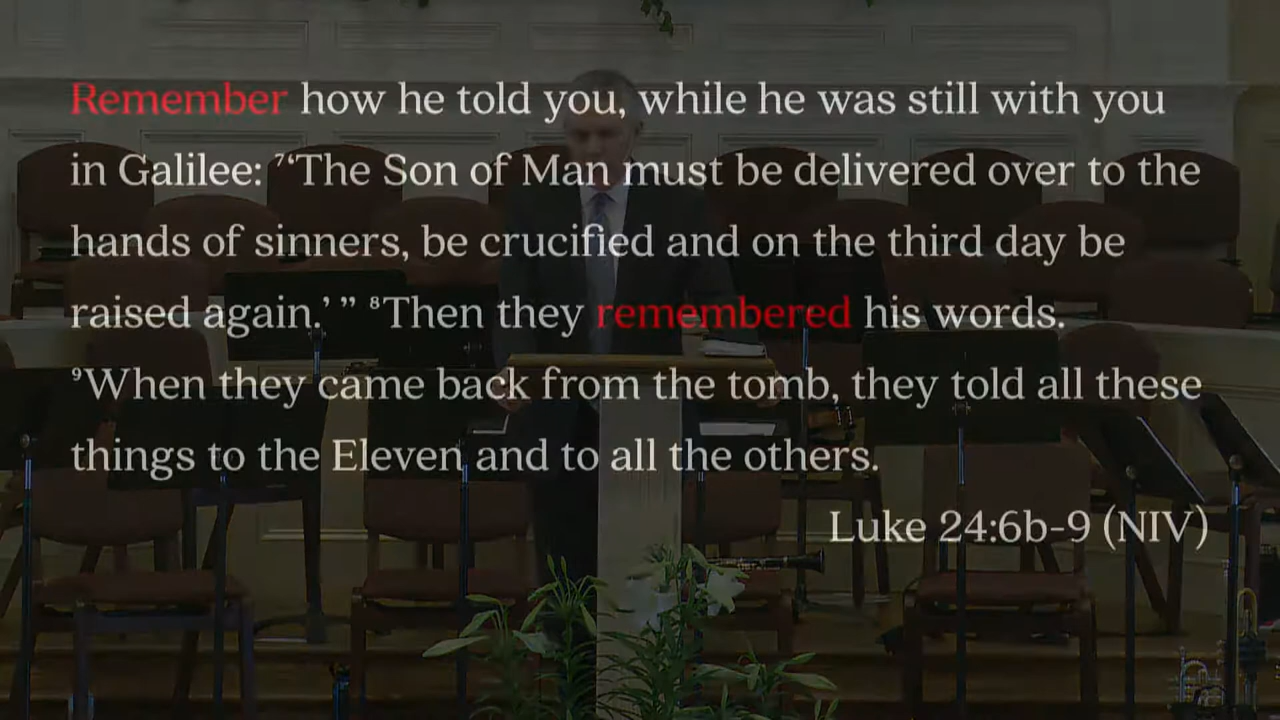 Remember how he told you, while he was still with you
in Galilee: ⁷‘The Son of Man must be delivered over to the
hands of sinners, be crucified and on the third day be
raised again.’ ” ⁸Then they remembered his words.
⁹When they came back from the tomb, they told all these
things to the Eleven and to all the others.
Luke 24:6b-9 (NIV)